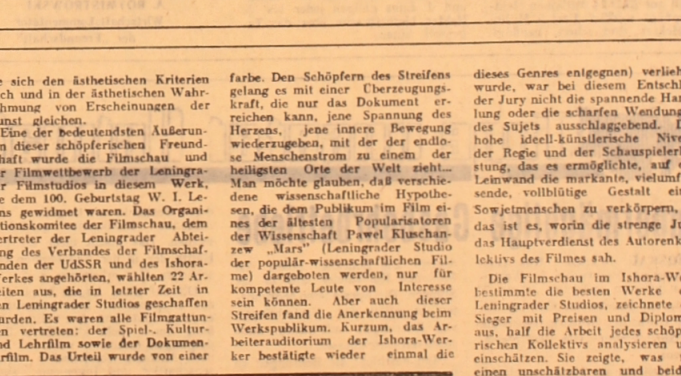 e sich den ästhetischen Kriterien
ch und in der ästhetischen Wahr-
hmung von Erscheinungen der
unst gleichen.
Eine der bedeutendsten Äußerun-
n dieser schöpferischen Freund-
haft wurde die Filmschau und
r Filmwettbewerb der Leningra-
r Filmstudios in diesem Werk,
e dem 100. Geburtstag W. I. Le-
ns gewidmet waren. Das Organi-
tionskomitee der Filmschau, dem
ertreter der Leningrader Abtei-
ng des Verbandes der Filmschaf-
nden der UdSSR und des Ishora-
erkes angehörten, wählten 22 Ar-
iten aus, die in letzter Zeit in
n Leningrader Studios geschaffen
urden. Es waren alle Filmgattun-
n vertreten: der Spiel-, Kultur-
d Lehrfilm sowie der Dokumen-
rfilm. Das Urteil wurde von einer
farbe. Den Schöpfern des Streifens
gelang es mit einer Überzeugungs-
kraft, die nur das Dokument er-
reichen kann, jene Spannung des
Herzens, jene innere Bewegung
wiederzugeben, mit der der endlo-
se Menschenstrom zu einem der
heiligsten Orte der Welt zieht...
Man möchte glauben, daß verschie-
dene wissenschaftliche Hypothe-
sen, die dem Publikum im Film ei-
nes der ältesten Popularisatoren
der Wissenschaft Pawel Kluschan-
zew „Mars" (Leningrader Studio
der populär-wissenschaftlichen Fil-
me) dargeboten werden, nur für
kompetente Leute von Interesse
sein können. Aber auch dieser
Streifen fand die Anerkennung beim
Werkspublikum. Kurzum, das Ar-
beiterauditorium der Ishora-Wer-
ker bestätigte wieder einmal die
dieses Genres entgegnen) verlieh
wurde, war bei diesem Entschl
der Jury nicht die spannende Han
lung oder die scharfen Wendung
des Sujets ausschlaggebend. D
hohe ideell-künstlerische Nive
der Regie und der Schauspielerl
stung, das es ermöglichte, auf d
Leinwand die markante, vielumf
sende, vollblütige Gestalt ein
Sowjetmenschen zu verkörpern,
das ist es, worin die strenge Ju
das Hauptverdienst des Autorenk
lektivs des Filmes sah.
Die Filmschau im Ishora-We
bestimmte die besten Werke d
Leningrader Studios, zeichnete
Sieger mit Preisen und Diplom
aus, half die Arbeit jedes schöp
rischen Kollektivs analysieren u
einschätzen. Sie zeigte, was
einen unschätzbaren und beid